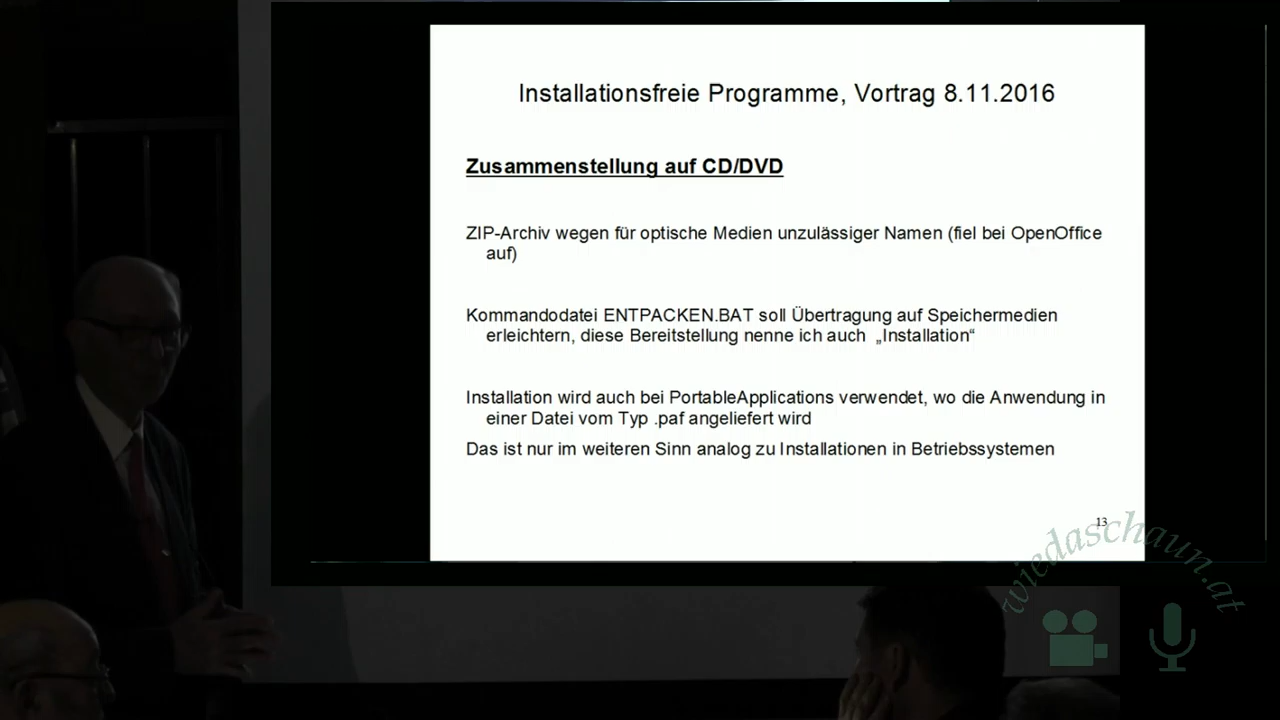 Installationsfreie Programme, Vortrag 8.11.2016
Zusammenstellung auf CD/DVD
ZIP-Archiv wegen für optische Medien unzulässiger Namen (fiel bei OpenOffice
auf)
Kommandodatei ENTPACKEN.BAT soll Übertragung auf Speichermedien
erleichtern, diese Bereitstellung nenne ich auch „Installation“
Installation wird auch bei PortableApplications verwendet, wo die Anwendung in
einer Datei vom Typ .paf angeliefert wird
Das ist nur im weiteren Sinn analog zu Installationen in Betriebssystemen
13
wiedaschaun.at